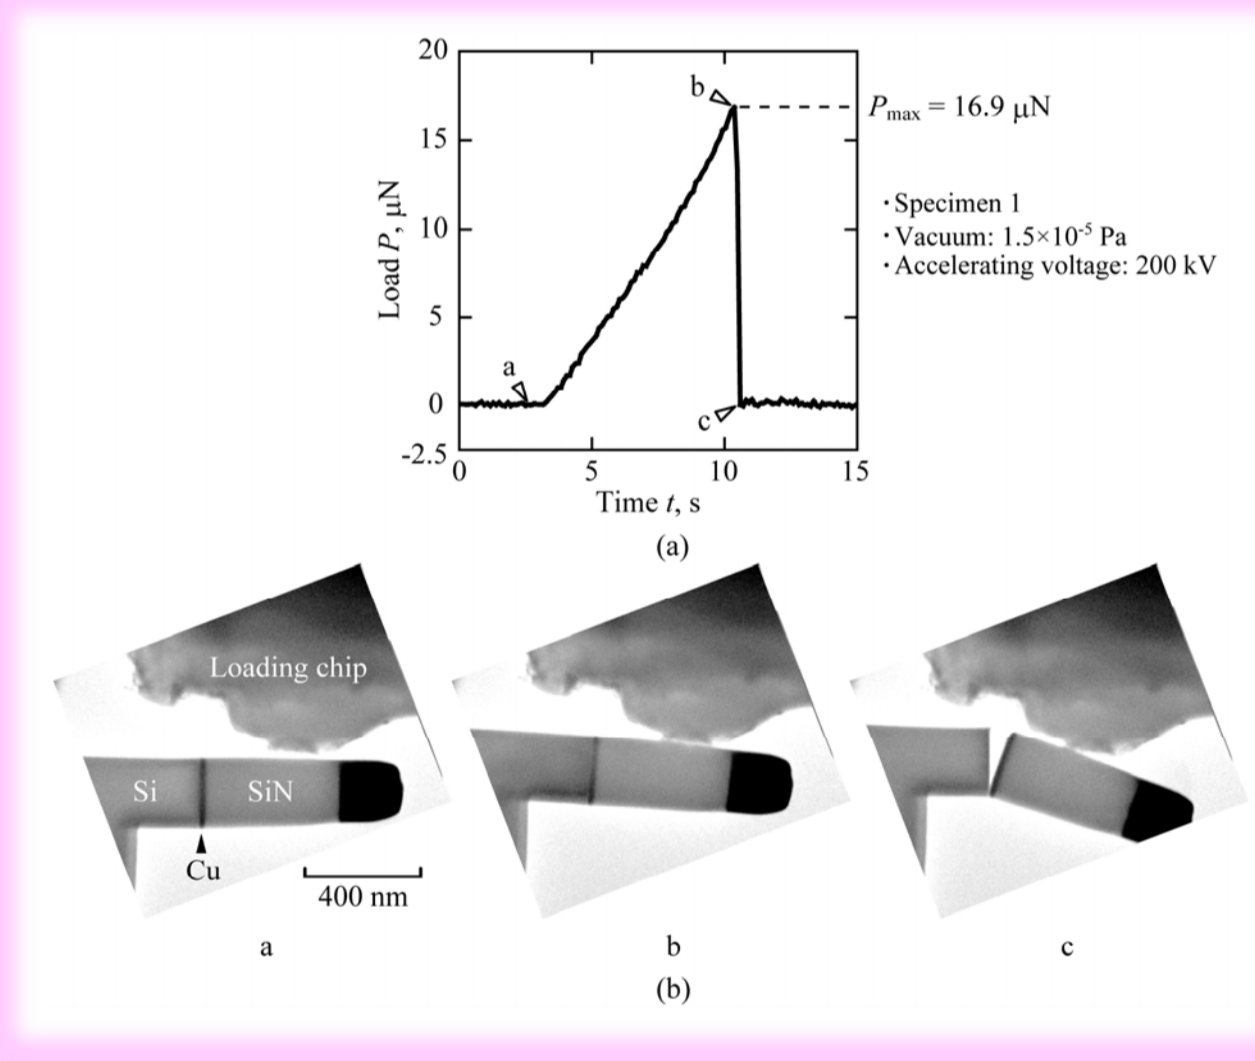 20
b
P_max = 16.9 μN
15
Load P, μN
·Specimen 1
·Vacuum: 1.5×10⁻⁵ Pa
·Accelerating voltage: 200 kV
10
5
a
0
c
-2.5
0 5 10 15
Time t, s
(a)
Loading chip
Si SiN
Cu
400 nm
a b c
(b)